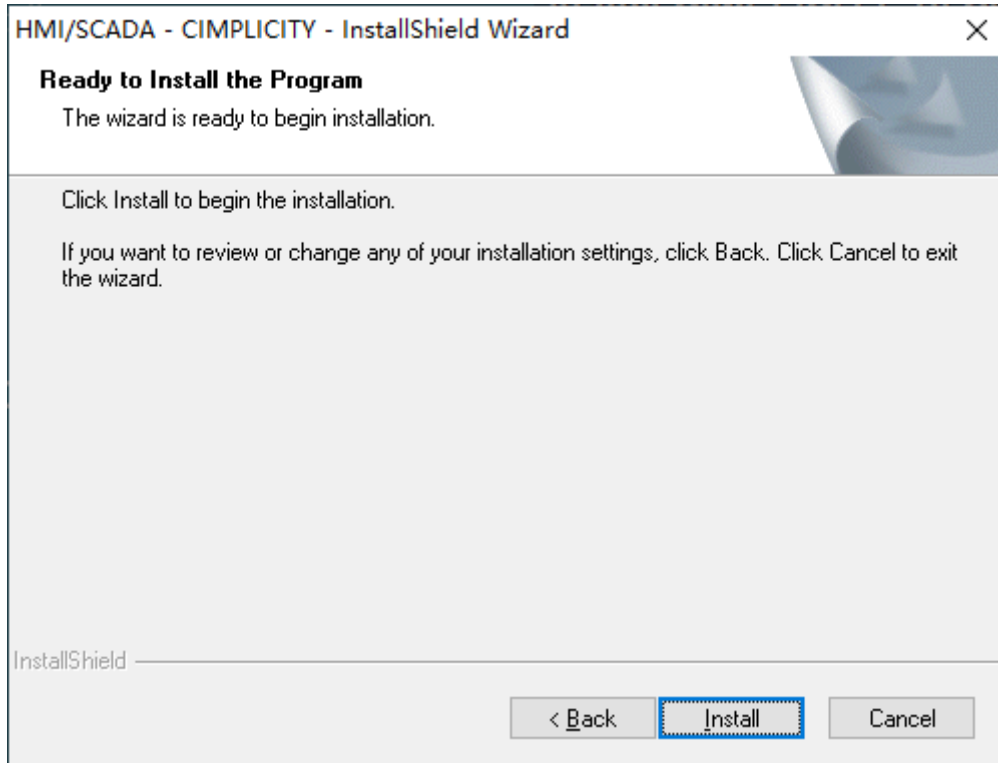 HMI/SCADA - CIMPLICITY - InstallShield Wizard
Ready to Install the Program
The wizard is ready to begin installation.
Click Install to begin the installation.
If you want to review or change any of your installation settings, click Back. Click Cancel to exit
the wizard.
InstallShield
< Back
Install
Cancel